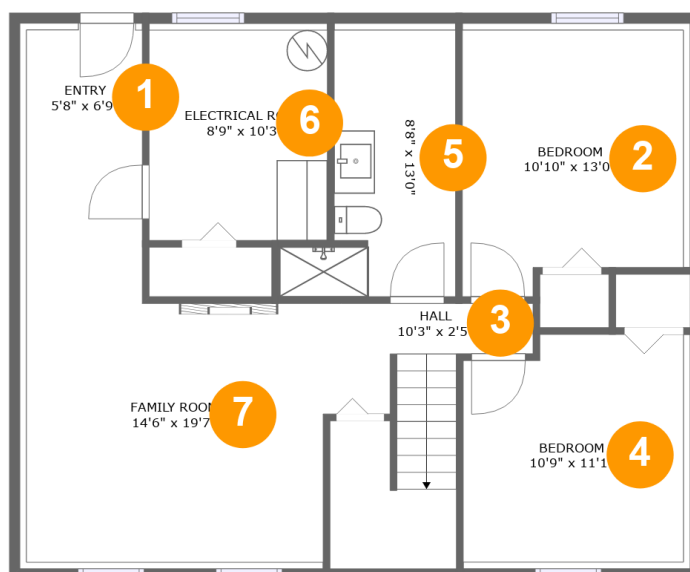 ENTRY
5'8" x 6'9
1
ELECTRICAL
8'9" x 10'3
6
8'8" x 13'0"
5
BEDROOM
10'10" x 13'0
2
HALL
10'3" x 2'5
3
FAMILY ROOM
14'6" x 19'7
7
BEDROOM
10'9" x 11'1
4